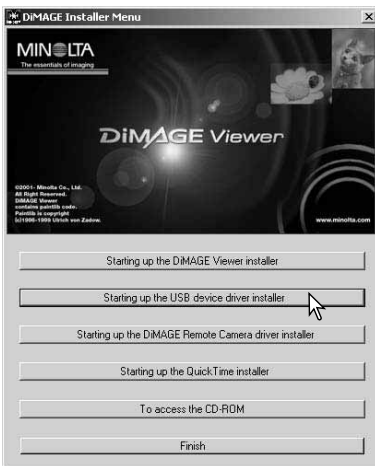 DiMAGE Installer Menu
MINOLTA
The essentials of imaging
DiMAGE Viewer
©2001- Minolta Co., Ltd.
All Right Reserved.
DiMAGE Viewer
contains paintlib code.
Paintlib is copyright
(c)1996-1999 Ulrich von Zadow.
www.minolta.com
Starting up the DiMAGE Viewer installer
Starting up the USB device driver installer
Starting up the DiMAGE Remote Camera driver installer
Starting up the QuickTime installer
To access the CD-ROM
Finish